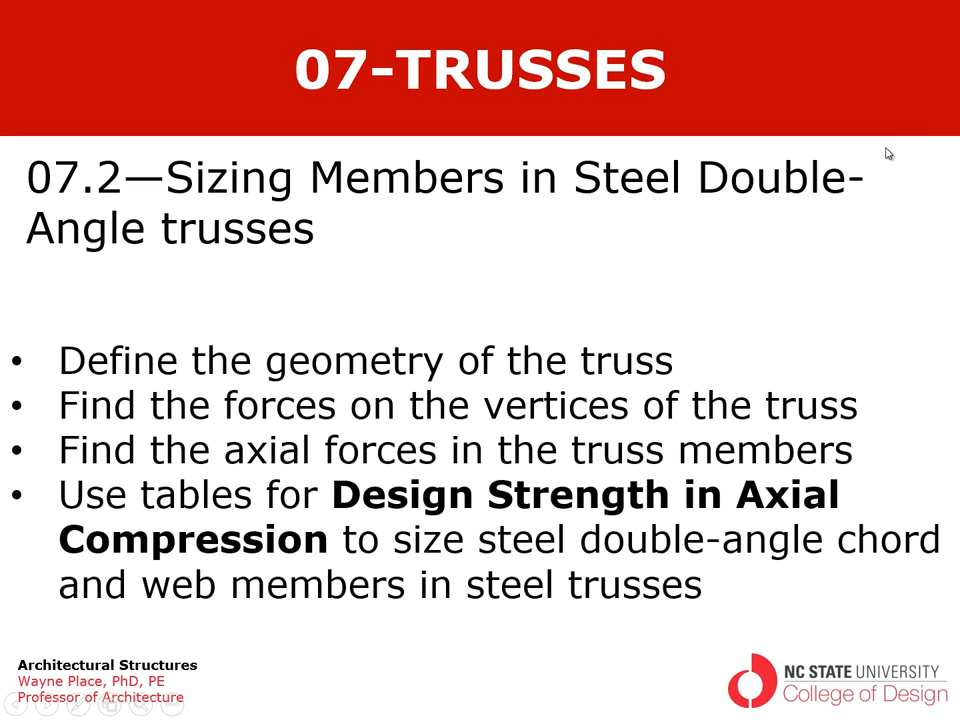 07-TRUSSES
07.2—Sizing Members in Steel Double-
Angle trusses
• Define the geometry of the truss
• Find the forces on the vertices of the truss
• Find the axial forces in the truss members
• Use tables for Design Strength in Axial
Compression to size steel double-angle chord
and web members in steel trusses
Architectural Structures
Wayne Place, PhD, PE
Professor of Architecture
NC STATE UNIVERSITY
College of Design